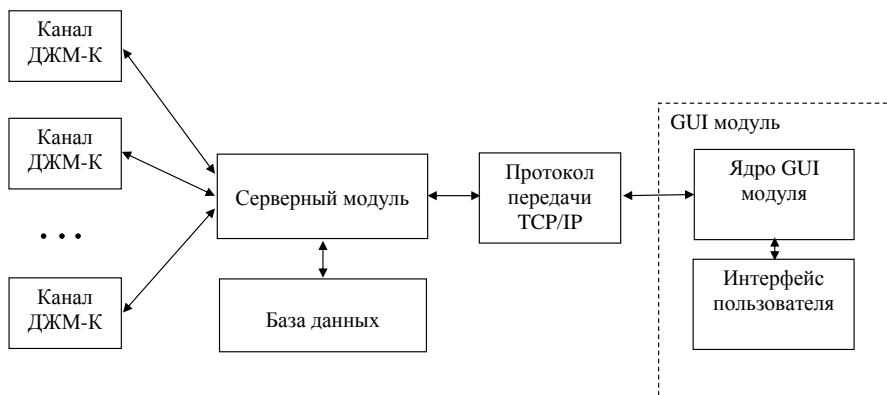 Канал
ДЖМ-К
Канал
ДЖМ-К
...
Канал
ДЖМ-К
Серверный модуль
База данных
Протокол
передачи
TCP/IP
GUI модуль
Ядро GUI
модуля
Интерфейс
пользователя